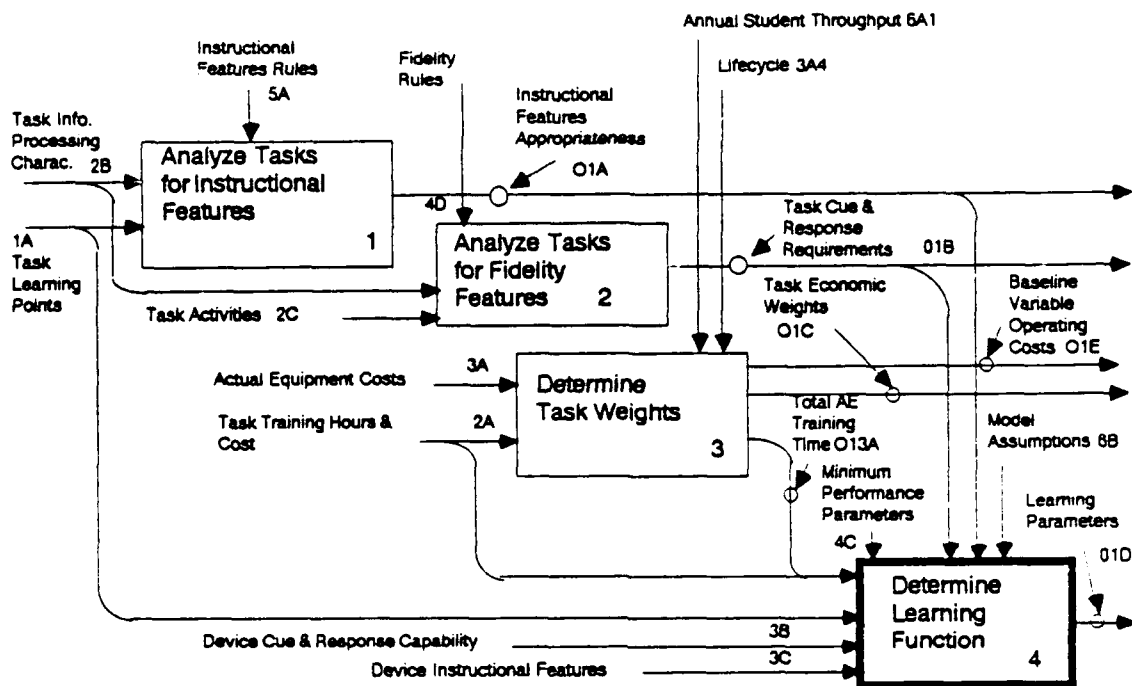 Annual Student Throughput 6A1
Lifecycle 3A4
Instructional
Features Rules
5A
Fidelity
Rules
Instructional
Features
Appropriateness
O1A
Task Info.
Processing
Charac. 2B
Analyze Tasks
for Instructional
Features
1
4D
1A
Task
Learning
Points
Analyze Tasks
for Fidelity
Features 2
Task Cue &
Response
Requirements
01B
Task Activities 2C
Task Economic
Weights
O1C
Baseline
Variable
Operating
Costs O1E
Actual Equipment Costs
3A
Determine
Task Weights
3
Task Training Hours &
Cost
2A
Total AE
Training
Time O13A
Model
Assumptions 6B
Minimum
Performance
Parameters
4C
Learning
Parameters
01D
Determine
Learning
Function
4
Device Cue & Response Capability
3B
Device Instructional Features
3C